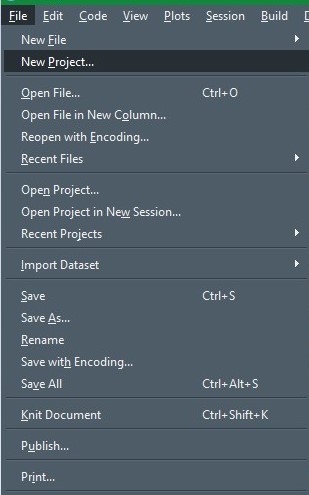 File Edit Code View Plots Session Build
New File
New Project...
Open File... Ctrl+O
Open File in New Column...
Reopen with Encoding...
Recent Files
Open Project...
Open Project in New Session...
Recent Projects
Import Dataset
Save Ctrl+S
Save As...
Rename
Save with Encoding...
Save All Ctrl+Alt+S
Knit Document Ctrl+Shift+K
Publish...
Print...